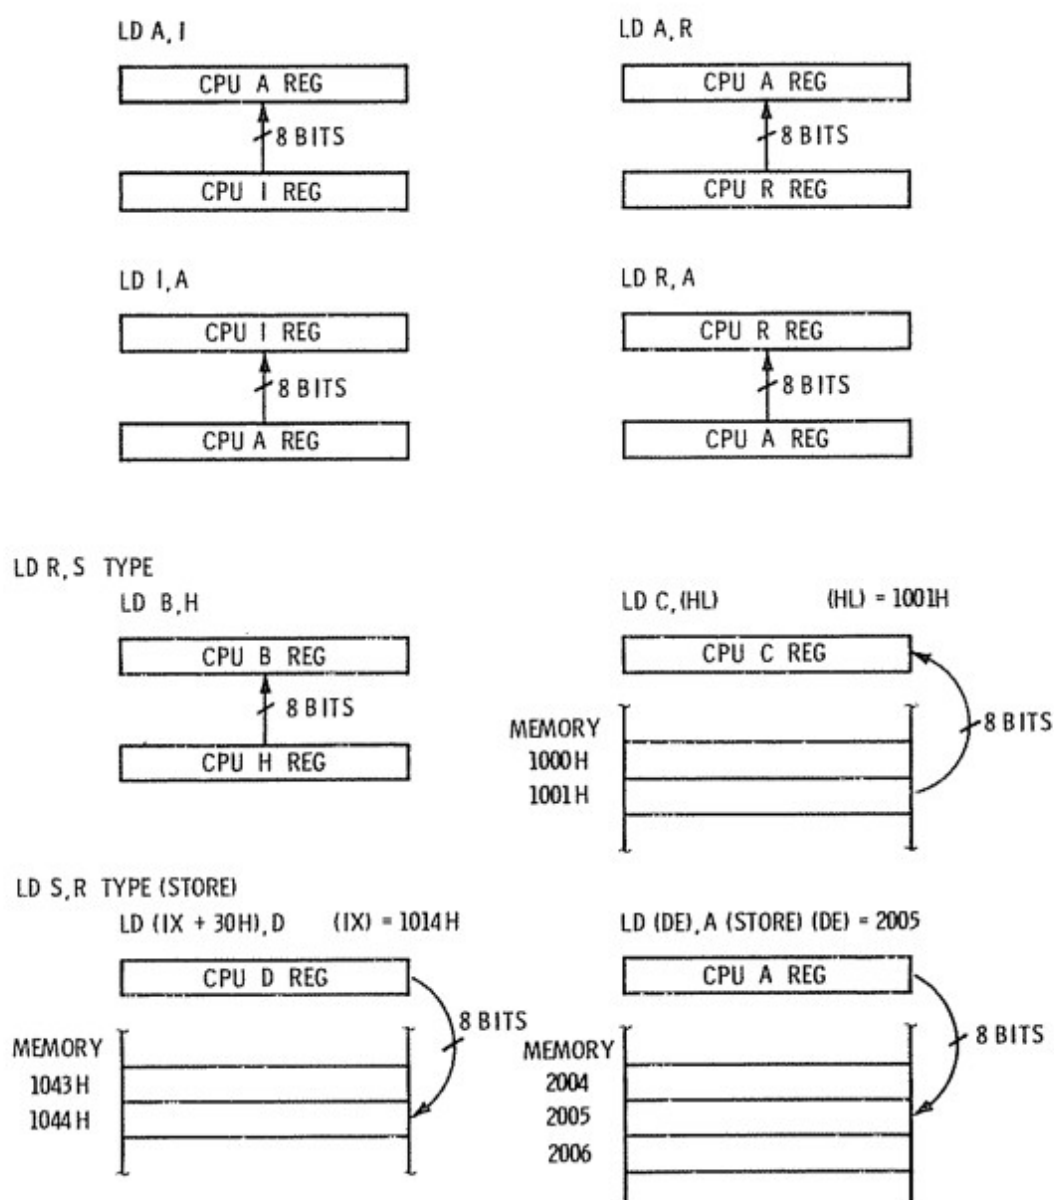 LD A, I
CPU A REG
8 BITS
CPU I REG
LD A, R
CPU A REG
8 BITS
CPU R REG
LD I, A
CPU I REG
8 BITS
CPU A REG
LD R, A
CPU R REG
8 BITS
CPU A REG
LD R, S TYPE
LD B, H
CPU B REG
8 BITS
CPU H REG
LD C, (HL) (HL) = 1001H
CPU C REG
8 BITS
MEMORY
1000H
1001H
LD S, R TYPE (STORE)
LD (IX + 30H), D (IX) = 1014H
CPU D REG
8 BITS
MEMORY
1043H
1044H
LD (DE), A (STORE) (DE) = 2005
CPU A REG
8 BITS
MEMORY
2004
2005
2006